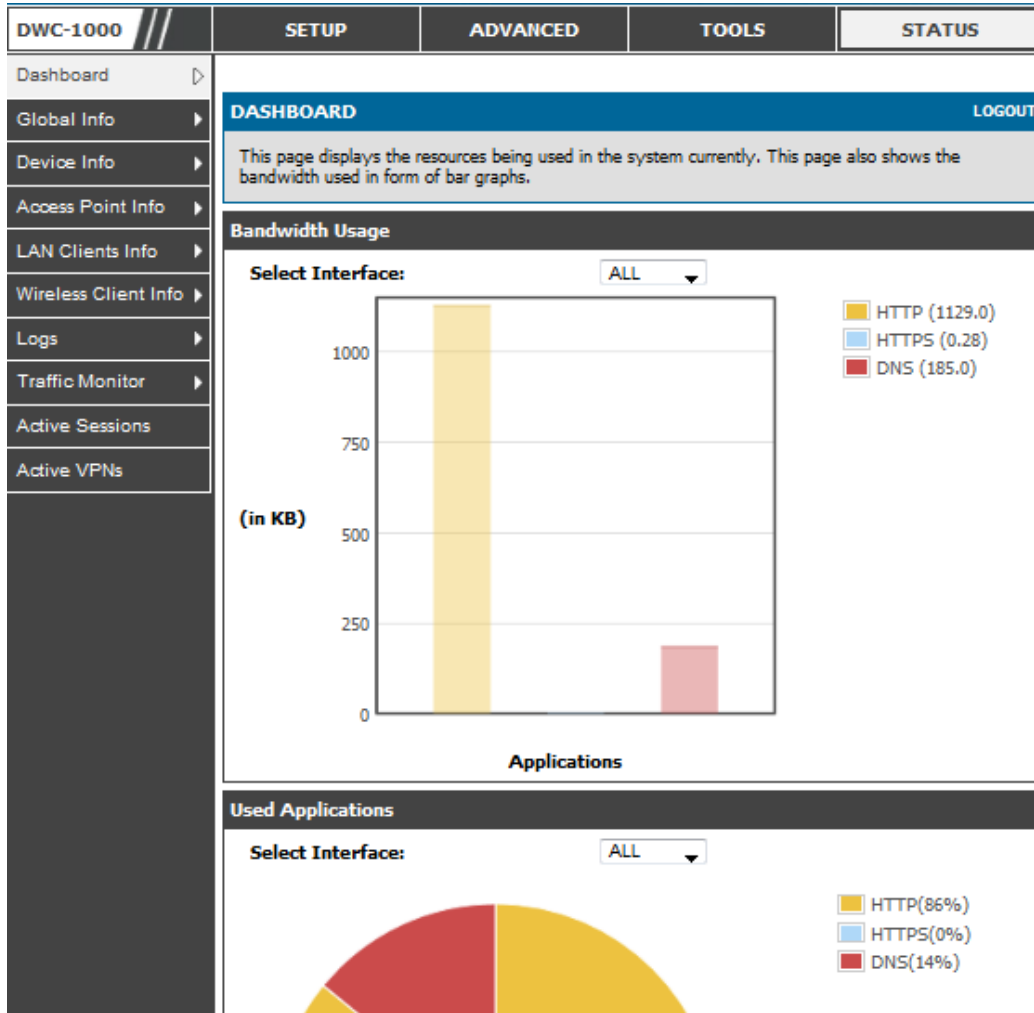 DWC-1000
SETUP
ADVANCED
TOOLS
STATUS
Dashboard
Global Info
Device Info
Access Point Info
LAN Clients Info
Wireless Client Info
Logs
Traffic Monitor
Active Sessions
Active VPNs
DASHBOARD
LOGOUT
This page displays the resources being used in the system currently. This page also shows the
bandwidth used in form of bar graphs.
Bandwidth Usage
Select Interface:
ALL
HTTP (1129.0)
HTTPS (0.28)
DNS (185.0)
1000
750
(in KB)
500
250
0
Applications
Used Applications
Select Interface:
ALL
HTTP(86%)
HTTPS(0%)
DNS(14%)